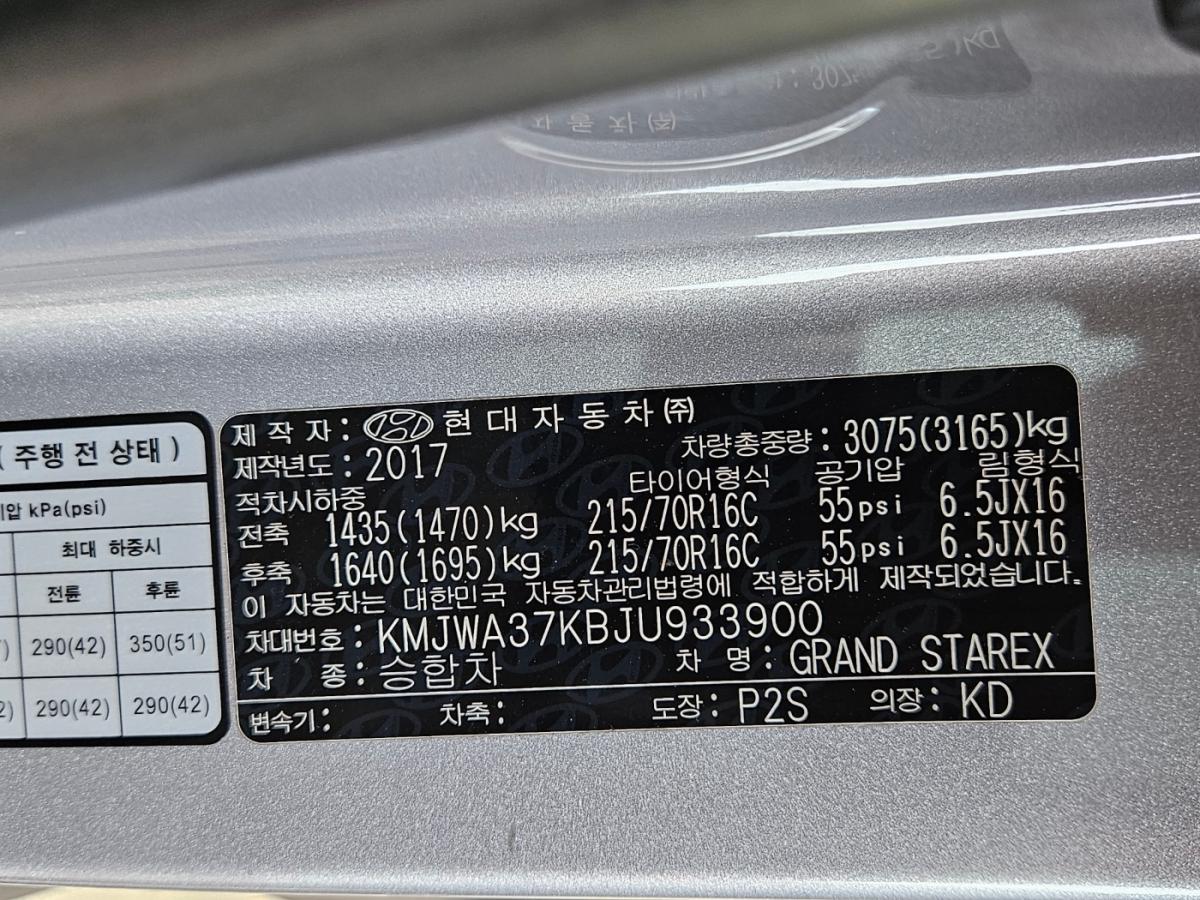 자 동 차 ㈜
3075
( 주행 전 상태 )
압 kPa(psi)
최대 하중시
전륜 후륜
290(42) 350(51)
290(42) 290(42)
제 작 자 : 현 대 자 동 차 ㈜
제작년도 : 2017 차량총중량 : 3075(3165)kg
적차시하중 타이어형식 공기압 림형식
전축 1435(1470)kg 215/70R16C 55psi 6.5JX16
후축 1640(1695)kg 215/70R16C 55psi 6.5JX16
이 자동차는 대한민국 자동차관리법령에 적합하게 제작되었습니다.
차대번호 : KMJWA37KBJU933900
차 종 : 승합차 차 명 : GRAND STAREX
변속기 : 차축 : 도장 : P2S 의장 : KD